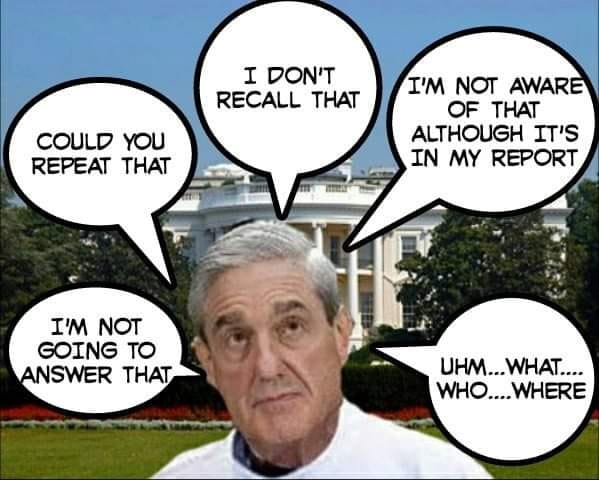 I DON'T
RECALL THAT
I'M NOT AWARE
OF THAT
ALTHOUGH IT'S
IN MY REPORT
COULD YOU
REPEAT THAT
I'M NOT
GOING TO
ANSWER THAT
UHM...WHAT....
WHO....WHERE